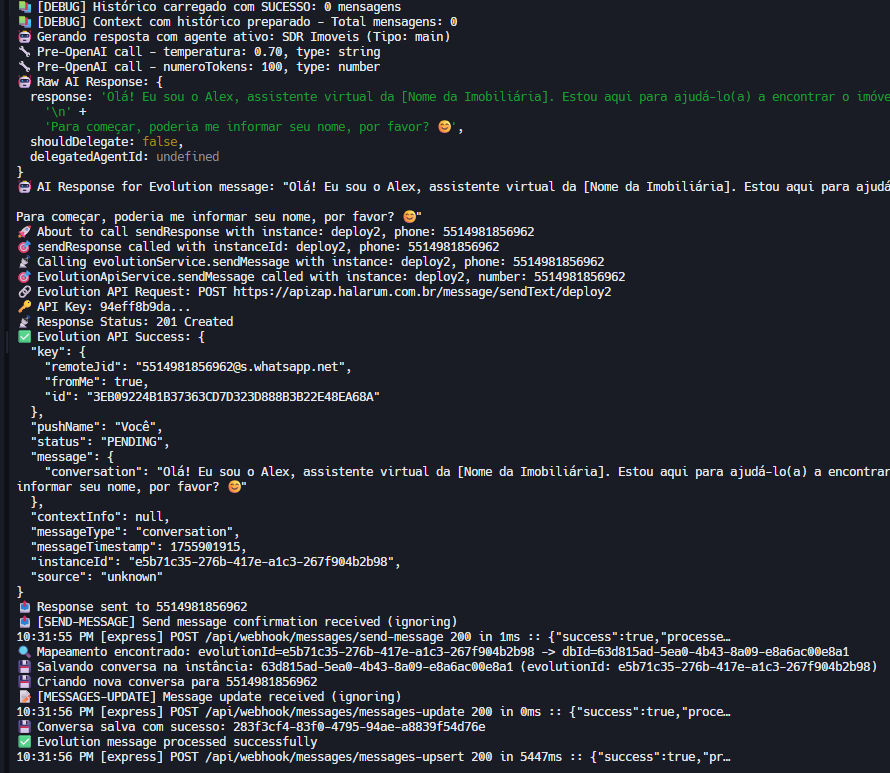 📚 [DEBUG] Histórico carregado com SUCESSO: 0 mensagens
📚 [DEBUG] Context com histórico preparado - Total mensagens: 0
🤖 Gerando resposta com agente ativo: SDR Imoveis (Tipo: main)
🔧 Pre-OpenAI call - temperatura: 0.70, type: string
🔧 Pre-OpenAI call - numeroTokens: 100, type: number
🤖 Raw AI Response: {
response: 'Olá! Eu sou o Alex, assistente virtual da [Nome da Imobiliária]. Estou aqui para ajudá-lo(a) a encontrar o imóve
'\n' +
'Para começar, poderia me informar seu nome, por favor? 😊',
shouldDelegate: false,
delegatedAgentId: undefined
}
🤖 AI Response for Evolution message: "Olá! Eu sou o Alex, assistente virtual da [Nome da Imobiliária]. Estou aqui para ajudá
Para começar, poderia me informar seu nome, por favor? 😊"
🚀 About to call sendResponse with instance: deploy2, phone: 5514981856962
🎯 sendResponse called with instanceId: deploy2, phone: 5514981856962
📡 Calling evolutionService.sendMessage with instance: deploy2, phone: 5514981856962
🎯 EvolutionApiService.sendMessage called with instance: deploy2, number: 5514981856962
🔗 Evolution API Request: POST https://apizap.halarum.com.br/message/sendText/deploy2
🔑 API Key: 94eff8b9da...
📡 Response Status: 201 Created
✅ Evolution API Success: {
"key": {
"remoteJid": "5514981856962@s.whatsapp.net",
"fromMe": true,
"id": "3EB09224B1B37363CD7D323D888B3B22E48EA68A"
},
"pushName": "Você",
"status": "PENDING",
"message": {
"conversation": "Olá! Eu sou o Alex, assistente virtual da [Nome da Imobiliária]. Estou aqui para ajudá-lo(a) a encontrar
informar seu nome, por favor? 😊"
},
"contextInfo": null,
"messageType": "conversation",
"messageTimestamp": 1755901915,
"instanceId": "e5b71c35-276b-417e-a1c3-267f904b2b98",
"source": "unknown"
}
📤 Response sent to 5514981856962
📤 [SEND-MESSAGE] Send message confirmation received (ignoring)
10:31:55 PM [express] POST /api/webhook/messages/send-message 200 in 1ms :: {"success":true,"processe…
🔍 Mapeamento encontrado: evolutionId=e5b71c35-276b-417e-a1c3-267f904b2b98 -> dbId=63d815ad-5ea0-4b43-8a09-e8a6ac00e8a1
💾 Salvando conversa na instância: 63d815ad-5ea0-4b43-8a09-e8a6ac00e8a1 (evolutionId: e5b71c35-276b-417e-a1c3-267f904b2b98)
💾 Criando nova conversa para 5514981856962
📝 [MESSAGES-UPDATE] Message update received (ignoring)
10:31:56 PM [express] POST /api/webhook/messages/messages-update 200 in 0ms :: {"success":true,"proce…
💾 Conversa salva com sucesso: 283f3cf4-83f0-4795-94ae-a8839f54d76e
✅ Evolution message processed successfully
10:31:56 PM [express] POST /api/webhook/messages/messages-upsert 200 in 5447ms :: {"success":true,"pr…